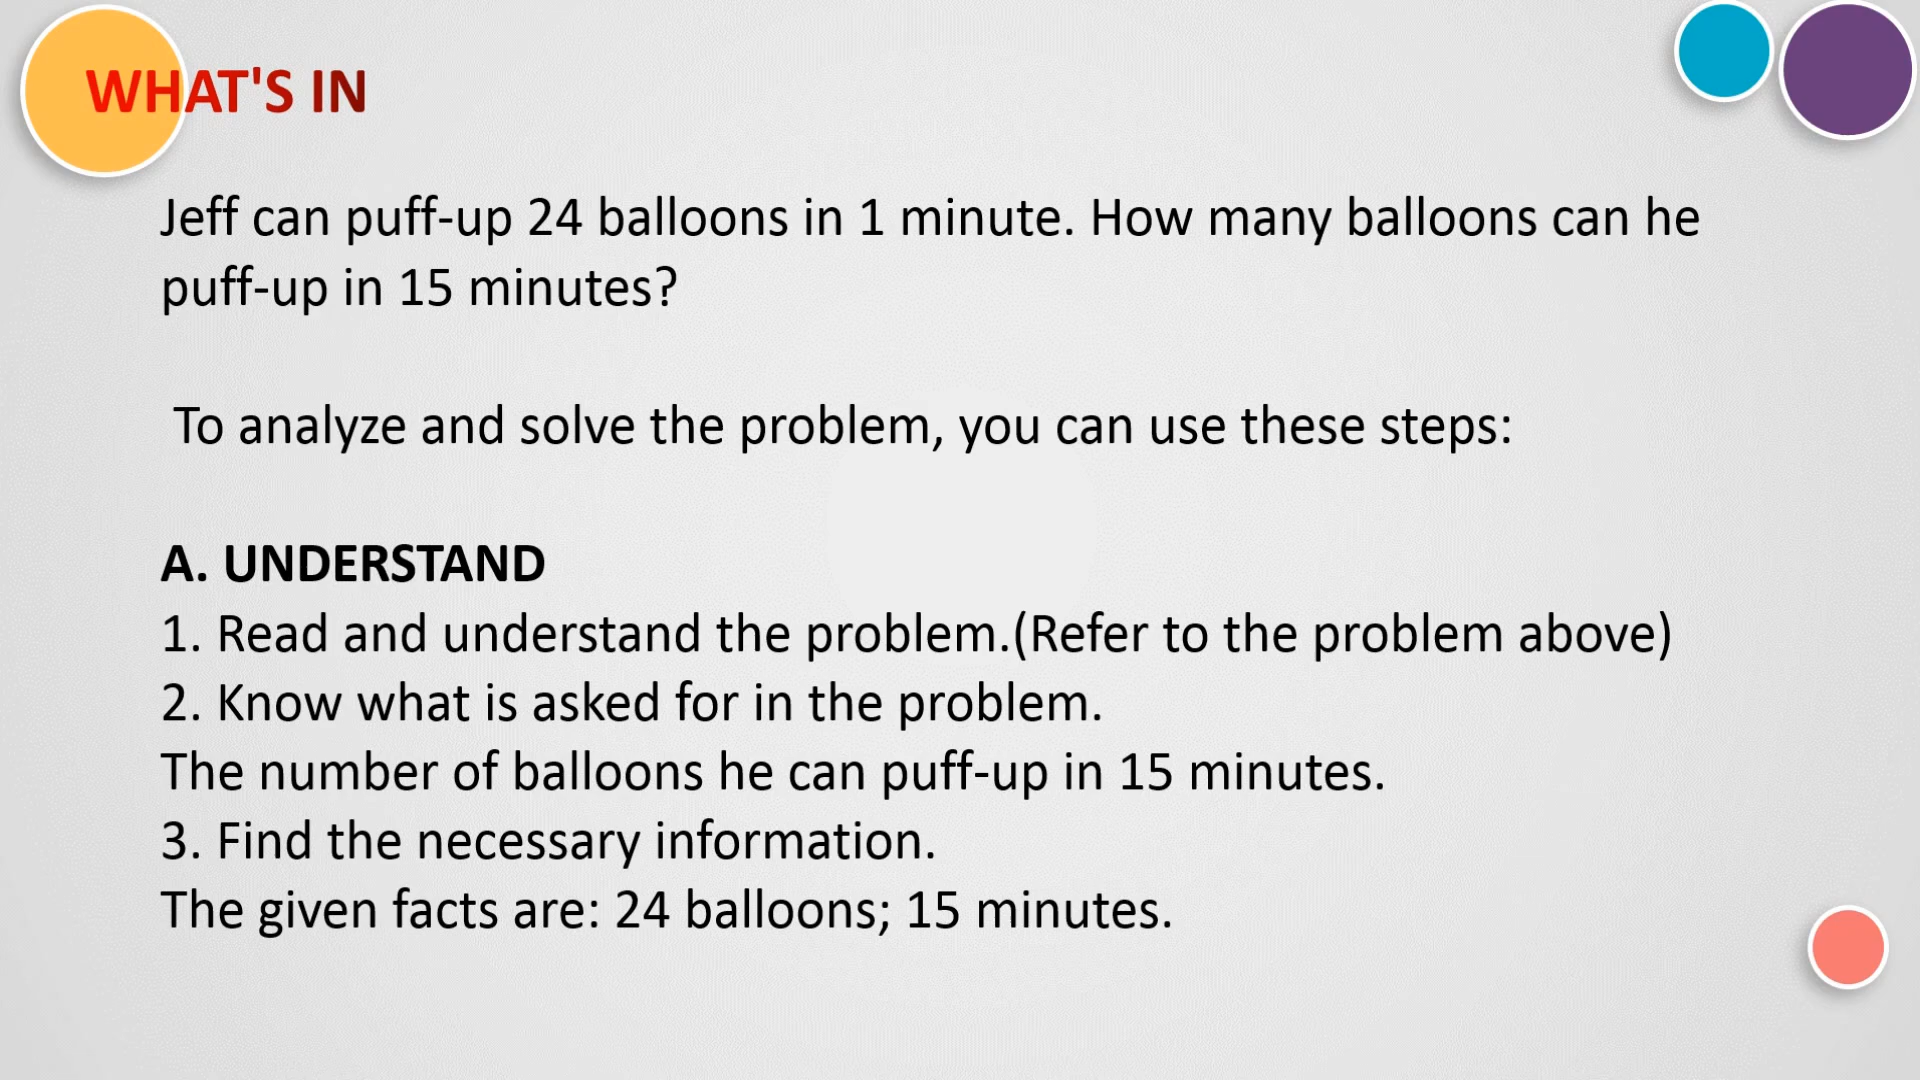 WHAT'S IN
Jeff can puff-up 24 balloons in 1 minute. How many balloons can he
puff-up in 15 minutes?
To analyze and solve the problem, you can use these steps:
A. UNDERSTAND
1. Read and understand the problem.(Refer to the problem above)
2. Know what is asked for in the problem.
The number of balloons he can puff-up in 15 minutes.
3. Find the necessary information.
The given facts are: 24 balloons; 15 minutes.